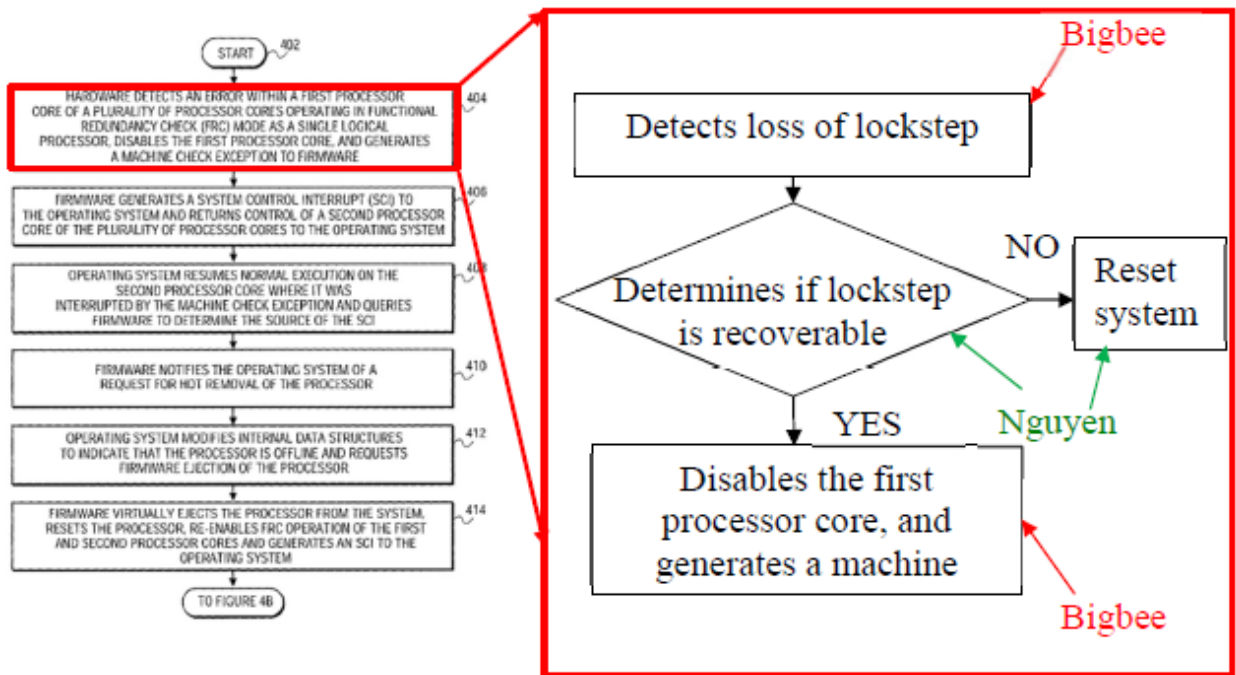 START
402
HARDWARE DETECTS AN ERROR WITHIN A FIRST PROCESSOR
CORE OF A PLURALITY OF PROCESSOR CORES OPERATING IN FUNCTIONAL
REDUNDANCY CHECK (FRC) MODE AS A SINGLE LOGICAL
PROCESSOR, DISABLES THE FIRST PROCESSOR CORE, AND GENERATES
A MACHINE CHECK EXCEPTION TO FIRMWARE
404
FIRMWARE GENERATES A SYSTEM CONTROL INTERRUPT (SCI) TO
THE OPERATING SYSTEM AND RETURNS CONTROL OF A SECOND PROCESSOR
CORE OF THE PLURALITY OF PROCESSOR CORES TO THE OPERATING SYSTEM
406
OPERATING SYSTEM RESUMES NORMAL EXECUTION ON THE
SECOND PROCESSOR CORE WHERE IT WAS
INTERRUPTED BY THE MACHINE CHECK EXCEPTION AND QUERIES
FIRMWARE TO DETERMINE THE SOURCE OF THE SCI
408
FIRMWARE NOTIFIES THE OPERATING SYSTEM OF A
REQUEST FOR HOT REMOVAL OF THE PROCESSOR
410
OPERATING SYSTEM MODIFIES INTERNAL DATA STRUCTURES
TO INDICATE THAT THE PROCESSOR IS OFFLINE AND REQUESTS
FIRMWARE EJECTION OF THE PROCESSOR
412
FIRMWARE VIRTUALLY EJECTS THE PROCESSOR FROM THE SYSTEM,
RESETS THE PROCESSOR, RE-ENABLES FRC OPERATION OF THE FIRST
AND SECOND PROCESSOR CORES AND GENERATES AN SCI TO THE
OPERATING SYSTEM
414
TO FIGURE 4B
Bigbee
Detects loss of lockstep
Determines if lockstep
is recoverable
NO
Reset
system
Nguyen
YES
Disables the first
processor core, and
generates a machine
Bigbee